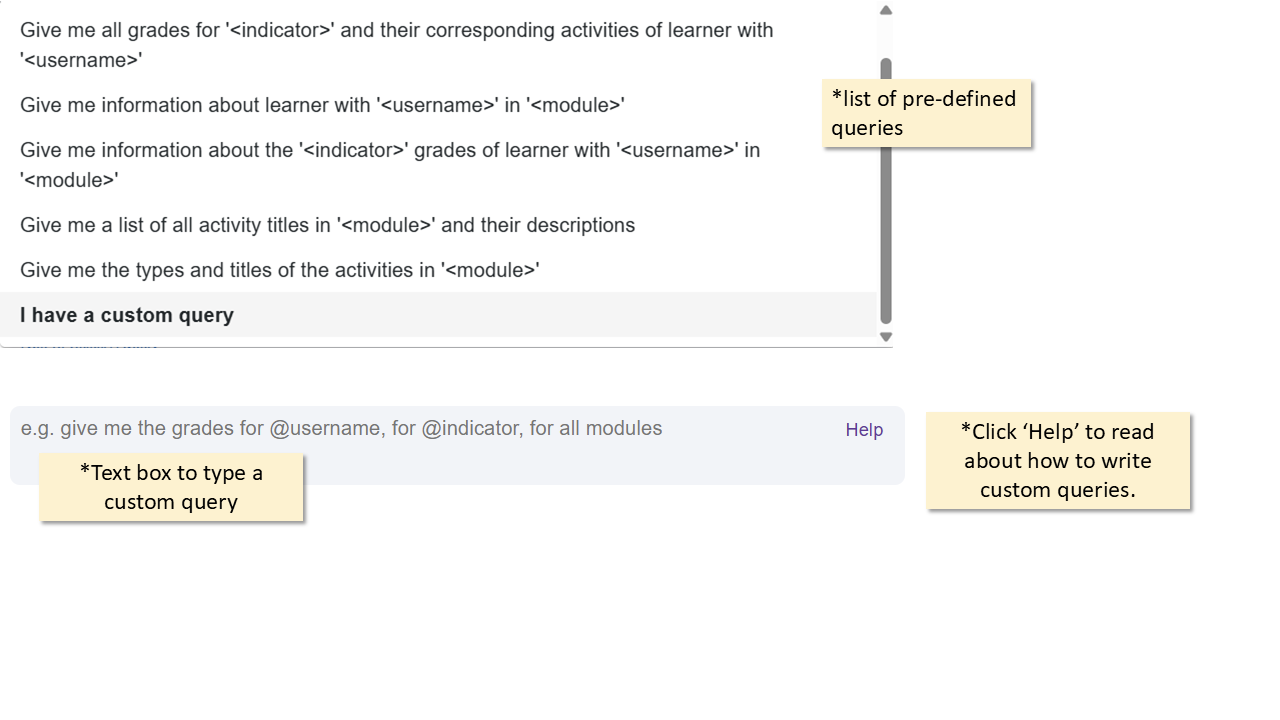 Give me all grades for '<indicator>' and their corresponding activities of learner with
'<username>'
Give me information about learner with '<username>' in '<module>'
Give me information about the '<indicator>' grades of learner with '<username>' in
'<module>'
Give me a list of all activity titles in '<module>' and their descriptions
Give me the types and titles of the activities in '<module>'
I have a custom query
*list of pre-defined
queries
e.g. give me the grades for @username, for @indicator, for all modules
Help
*Text box to type a
custom query
*Click ‘Help’ to read
about how to write
custom queries.